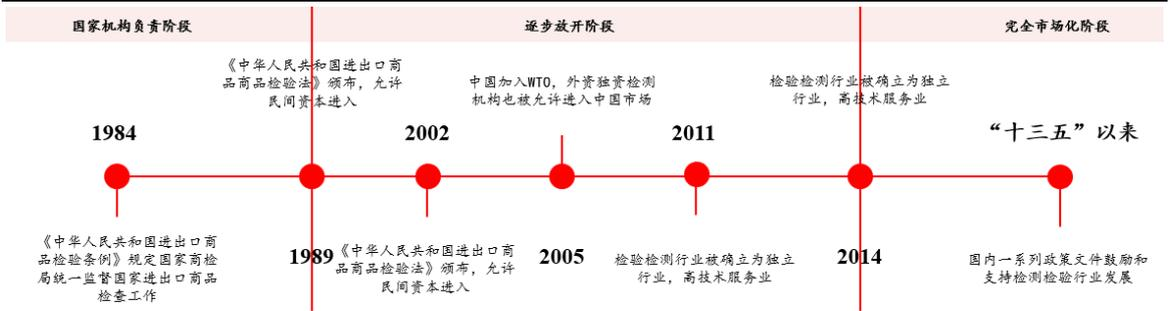 国家机构负责阶段
逐步放开阶段
完全市场化阶段
《中华人民共和国进出口商
品商品检验法》颁布，允许
民间资本进入
中国加入WTO，外资独资检测
机构也被允许进入中国市场
检验检测行业被确立为独立
行业，高技术服务业
1984
2002
2011
“十三五”以来
《中华人民共和国进出口商
品检验条例》规定国家商检
局统一监督国家进出口商品
检查工作
1989
《中华人民共和国进出口商
品商品检验法》颁布，允许
民间资本进入
2005
检验检测行业被确立为独立
行业，高技术服务业
2014
国内一系列政策文件鼓励和
支持检测检验行业发展